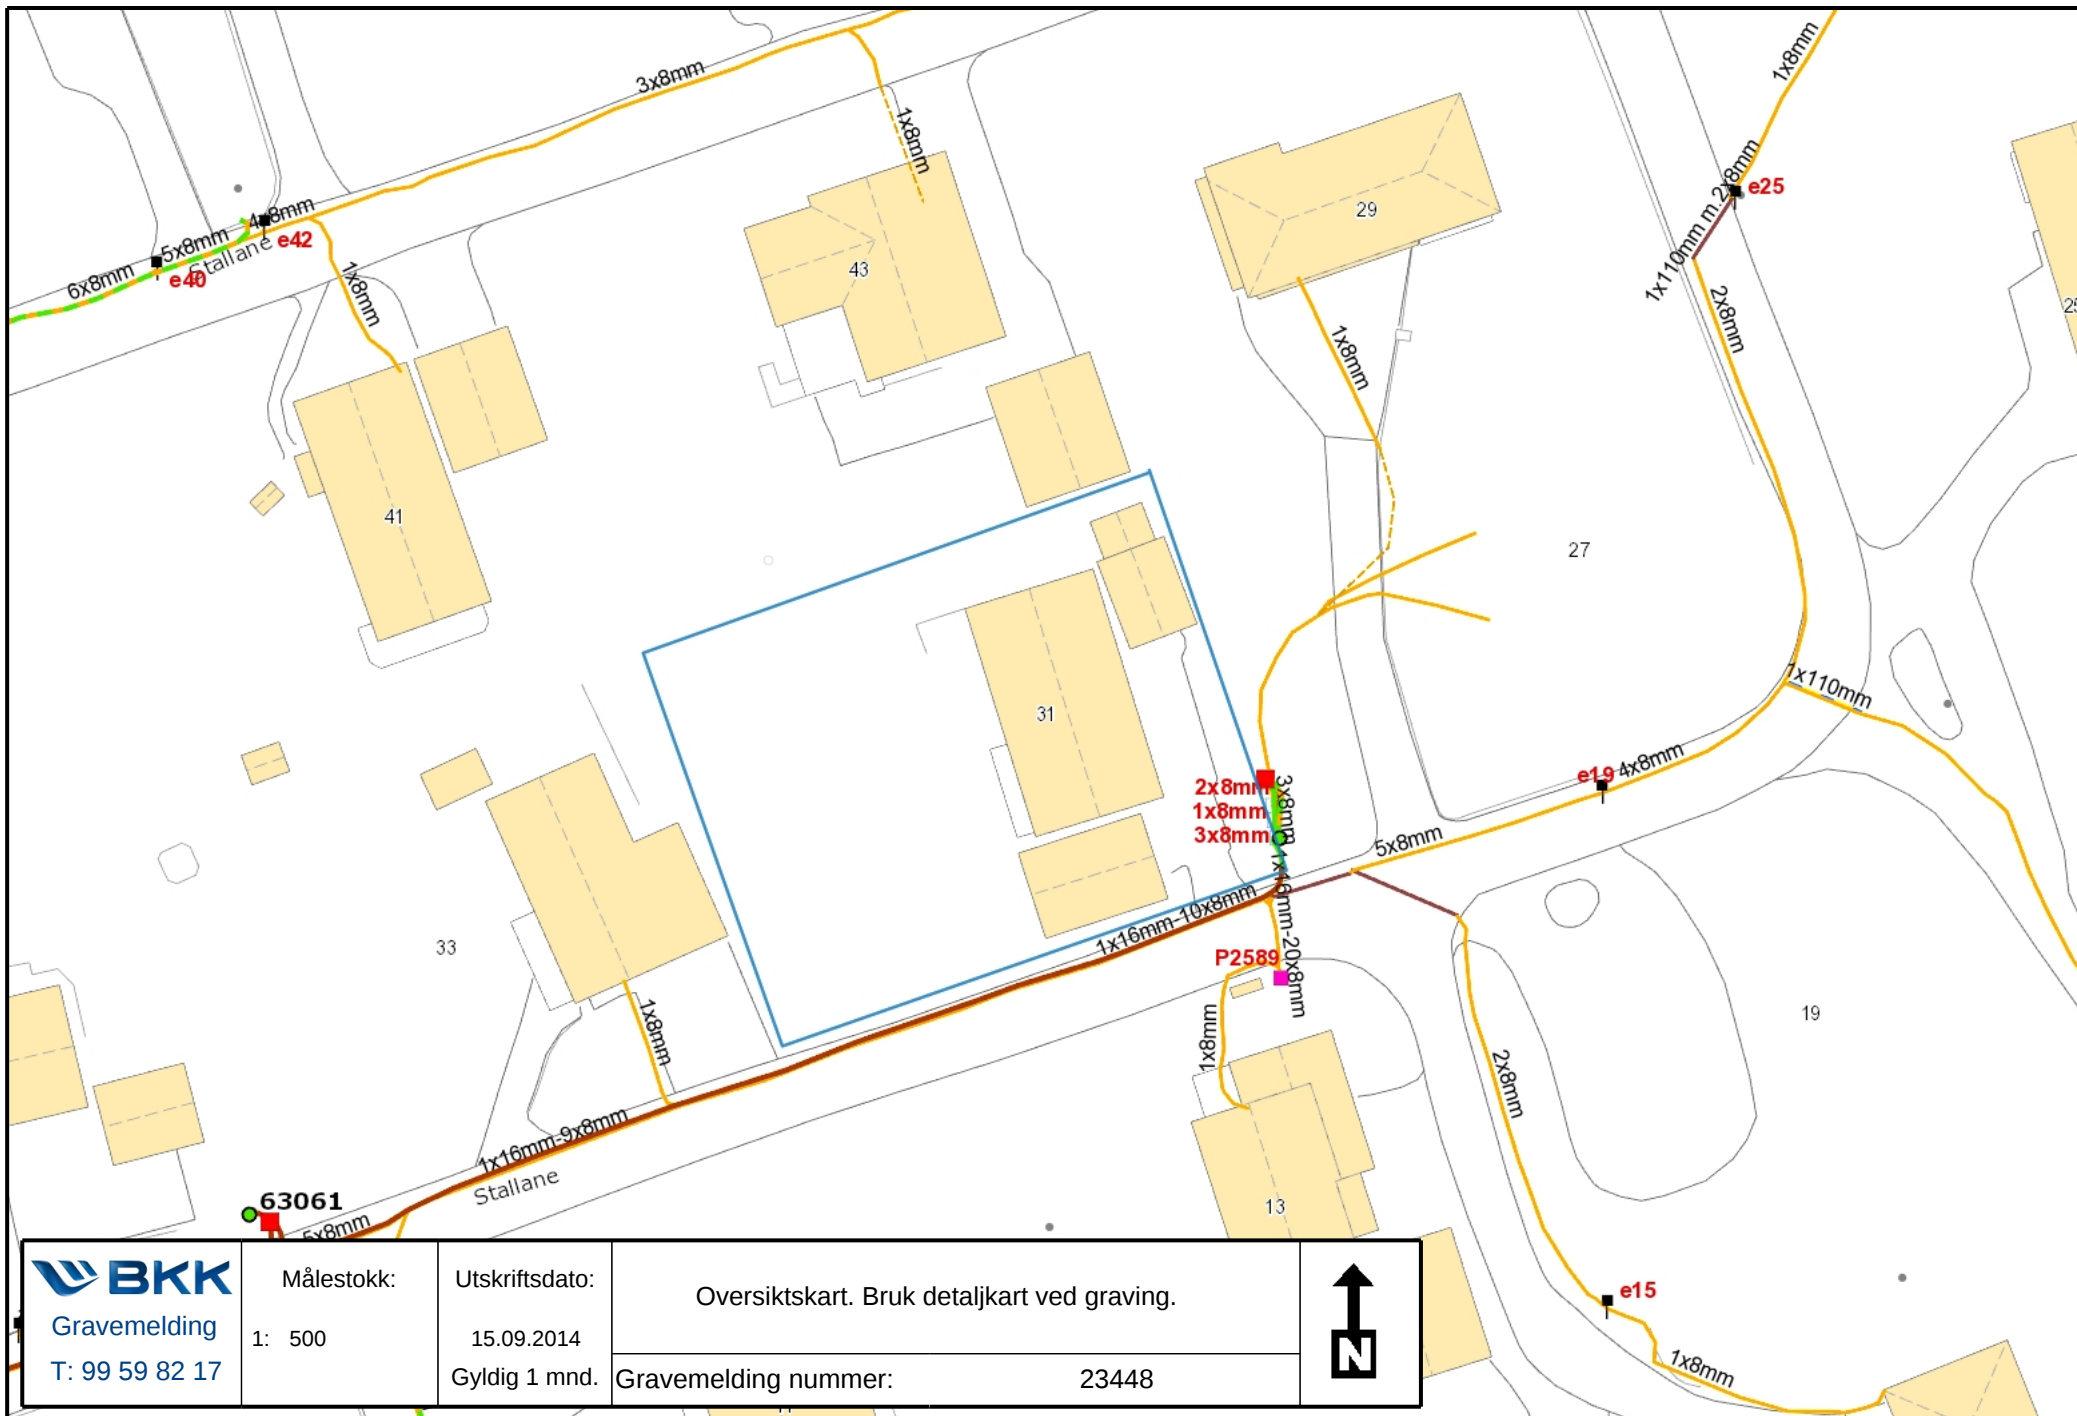 3x8mm
1x8mm
1x8mm
1x8mm
1x110mm m.2x8mm
e25
29
4x8mm
e42
5x8mm
Stallane
6x8mm
e40
1x8mm
43
2x8mm
1x8mm
41
27
31
1x110mm
2x8mm
1x8mm
3x8mm
3x8mm
e19
4x8mm
5x8mm
1x16mm-10x8mm
1x16mm-20x8mm
33
P2589
1x8mm
1x8mm
19
2x8mm
1x16mm-9x8mm
Stallane
13
63061
5x8mm
e15
1x8mm
BKK
Gravemelding
T: 99 59 82 17
Målestokk:
1: 500
Utskriftsdato:
15.09.2014
Gyldig 1 mnd.
Oversiktskart. Bruk detaljkart ved graving.
Gravemelding nummer: 23448
N